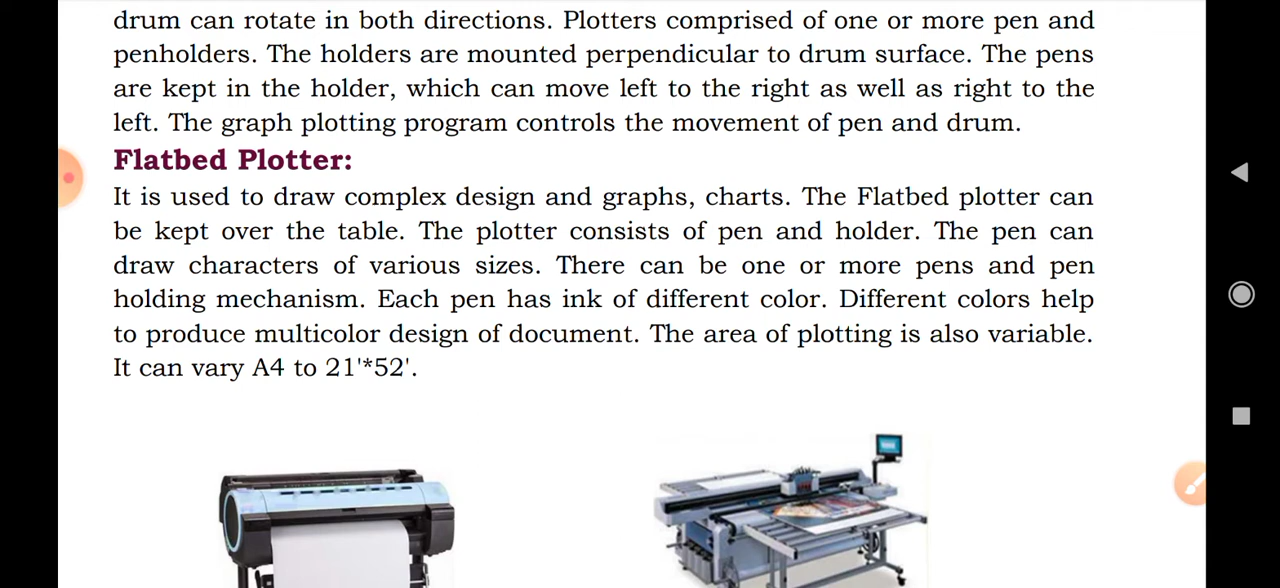 drum can rotate in both directions. Plotters comprised of one or more pen and
penholders. The holders are mounted perpendicular to drum surface. The pens
are kept in the holder, which can move left to the right as well as right to the
left. The graph plotting program controls the movement of pen and drum.
Flatbed Plotter:
It is used to draw complex design and graphs, charts. The Flatbed plotter can
be kept over the table. The plotter consists of pen and holder. The pen can
draw characters of various sizes. There can be one or more pens and pen
holding mechanism. Each pen has ink of different color. Different colors help
to produce multicolor design of document. The area of plotting is also variable.
It can vary A4 to 21'*52'.